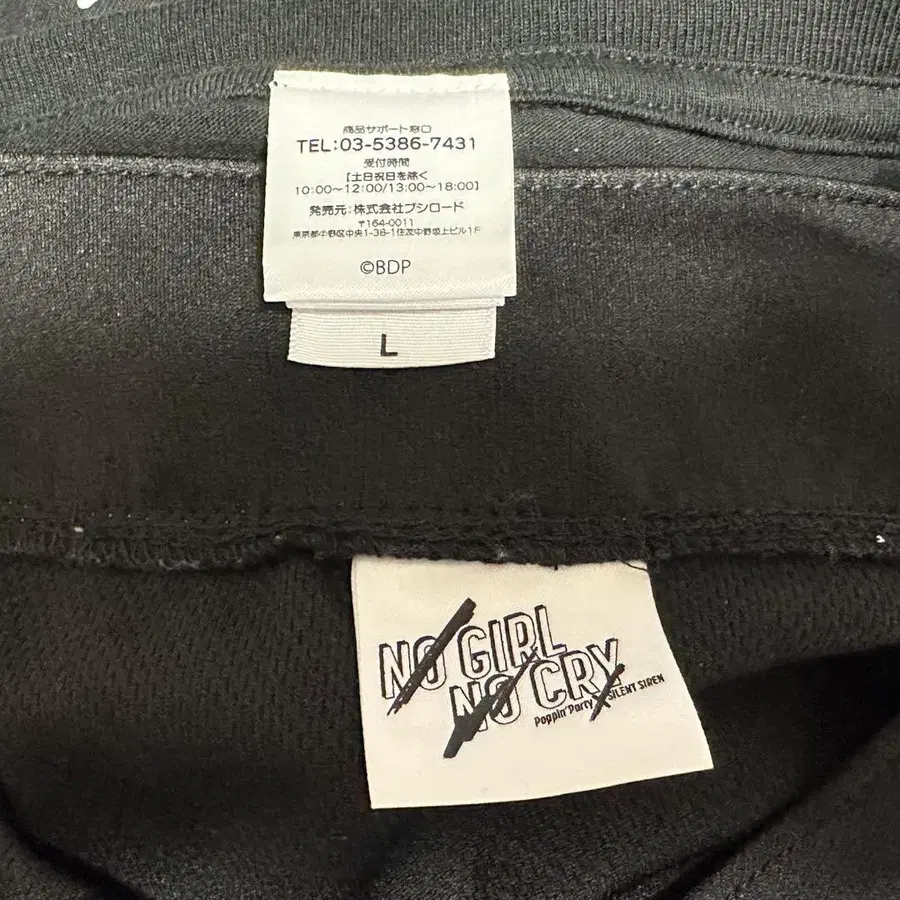 商品サポート窓口
TEL:03-5386-7431
受付時間
【土日祝日を除く
10:00～12:00/13:00～18:00】
発売元:株式会社ブシロード
〒164-0011
東京都中野区中央1-38-1住友中野坂上ビル1F
©BDP
L
NO GIRL
NO CRY
Poppin'Party × SILENT SIREN